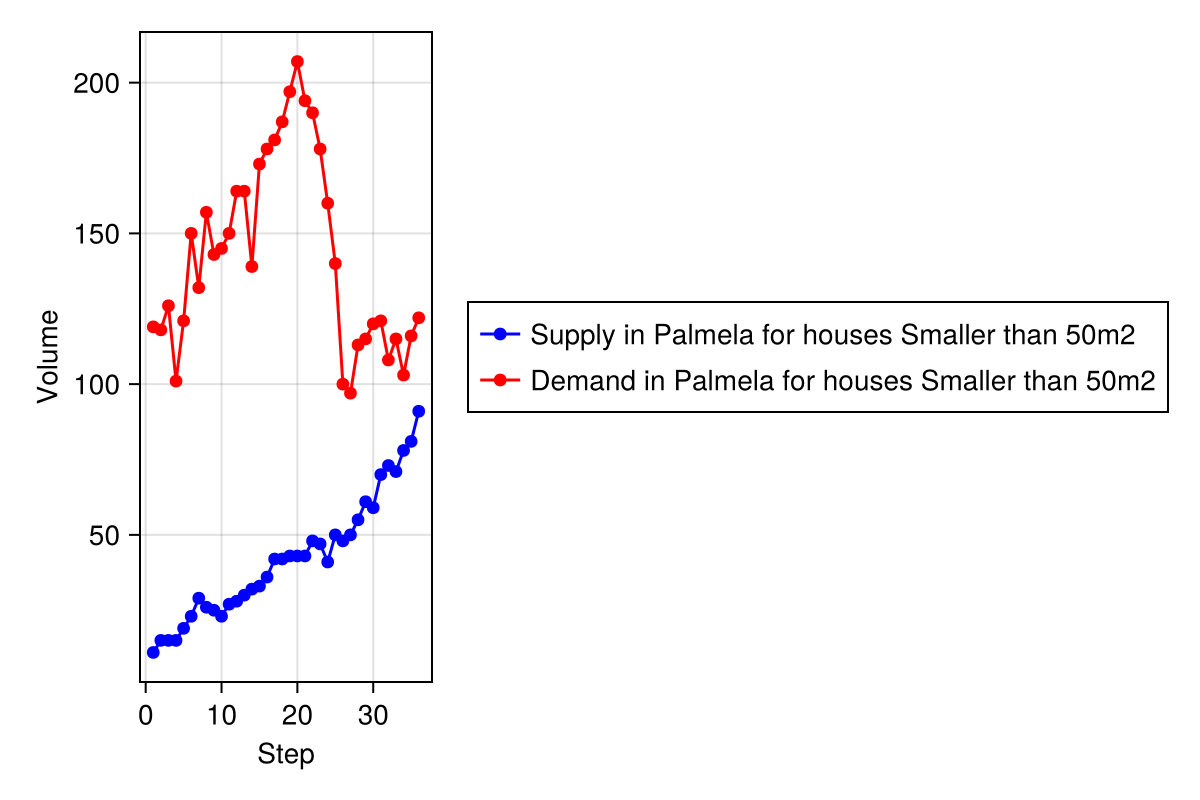 200
150
100
50
Volume
0 10 20 30
Step
Supply in Palmela for houses Smaller than 50m2
Demand in Palmela for houses Smaller than 50m2